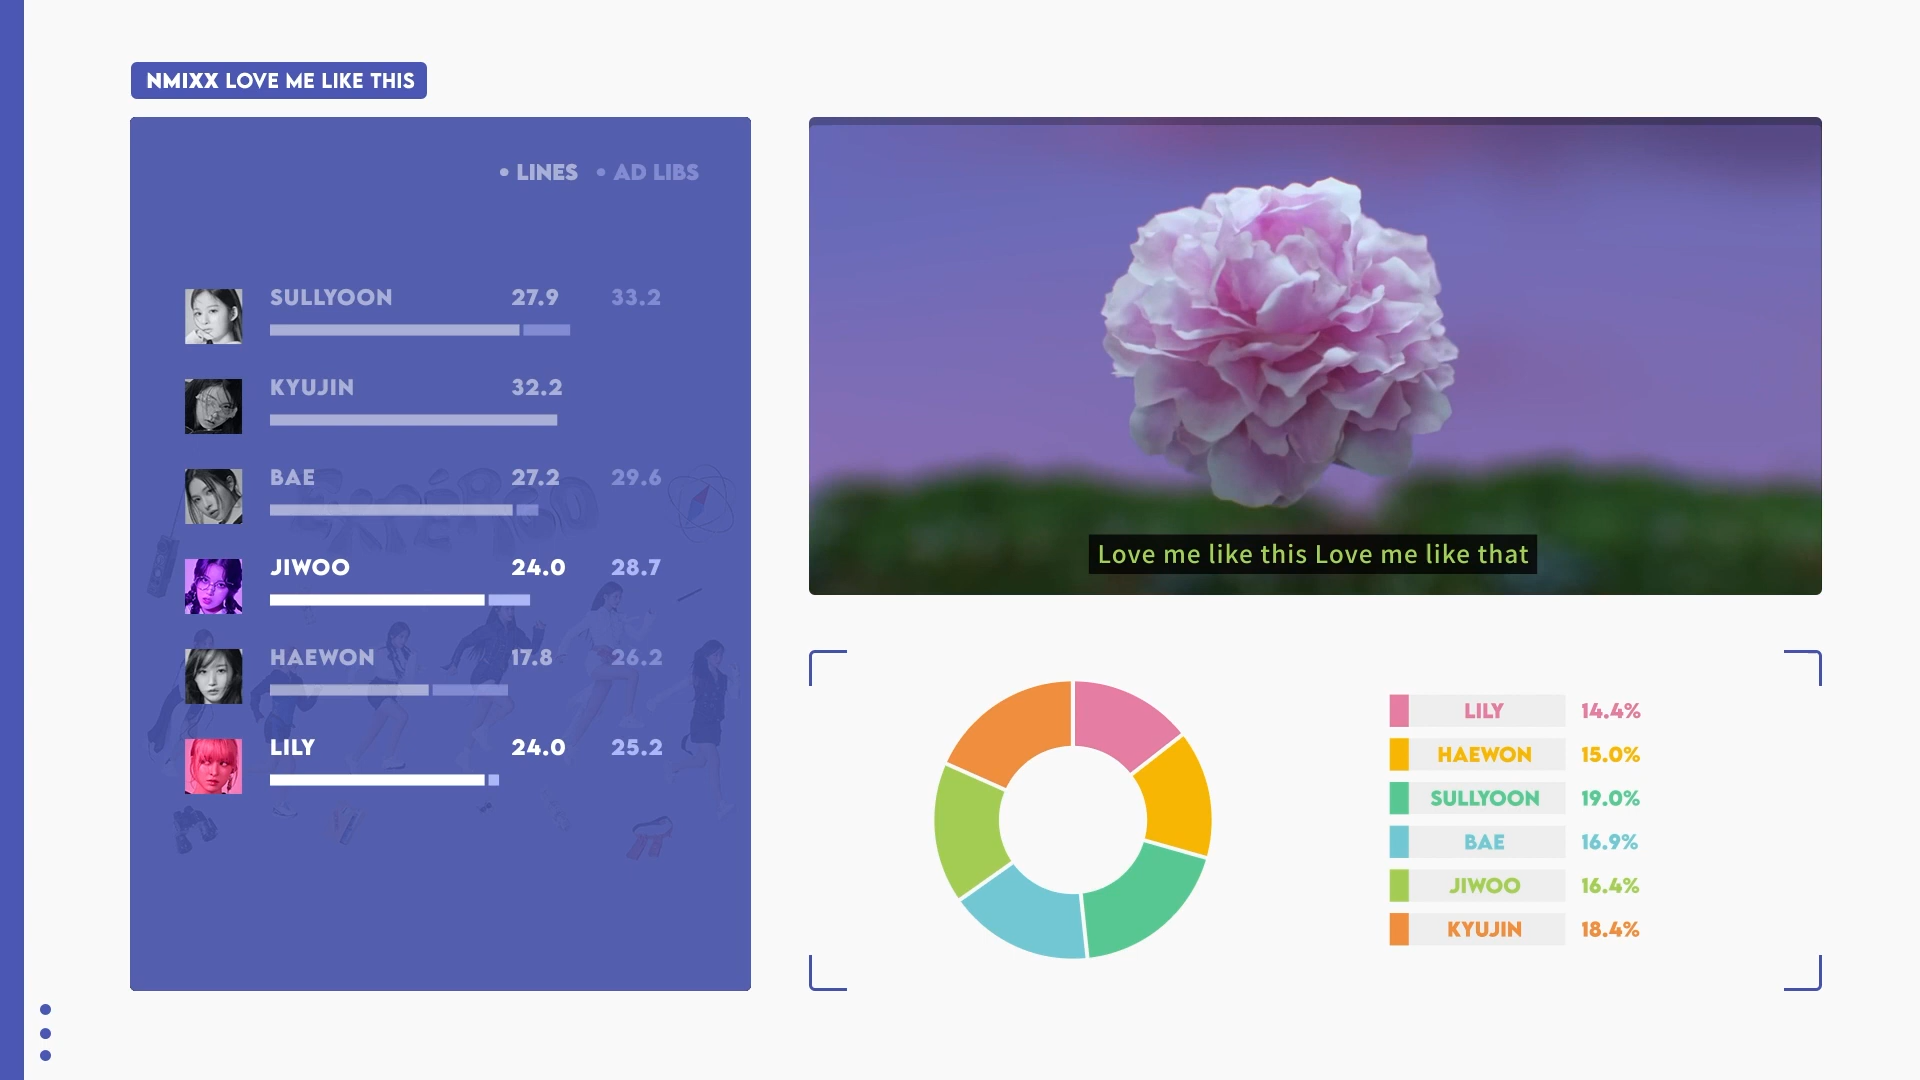 NMIXX LOVE ME LIKE THIS
• LINES • AD LIBS
SULLYOON 27.9 33.2
KYUJIN 32.2
BAE 27.2 29.6
JIWOO 24.0 28.7
HAEWON 17.8 26.2
LILY 24.0 25.2
Love me like this Love me like that
LILY 14.4%
HAEWON 15.0%
SULLYOON 19.0%
BAE 16.9%
JIWOO 16.4%
KYUJIN 18.4%